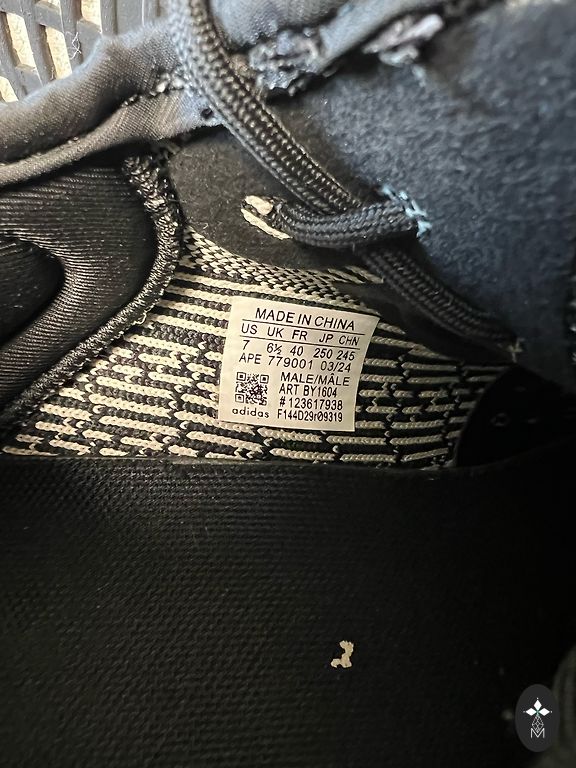 MADE IN CHINA
US UK FR JP CHN
7 6½ 40 250 245
APE 779001 03/24
MALE/MÂLE
ART BY1604
# 123617938
adidas F144D29r09319
M